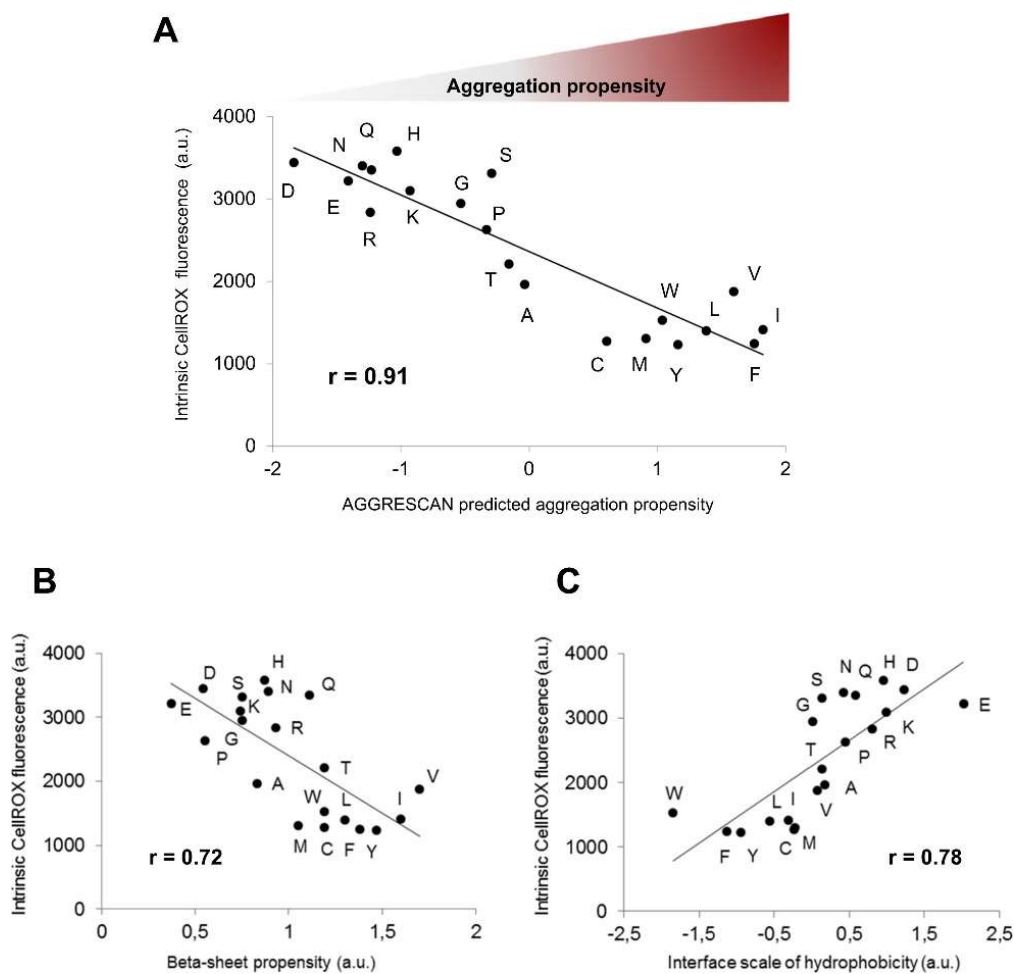 A
Aggregation propensity
Intrinsic CellROX fluorescence (a.u.)
4000
3000
2000
1000
0
D
N
E
Q
R
H
K
G
S
P
T
A
C
M
W
Y
L
V
F
I
r = 0.91
-2
-1
0
1
2
AGGRESCAN predicted aggregation propensity
B
Intrinsic CellROX fluorescence (a.u.)
4000
3000
2000
1000
0
E
D
P
S
K
G
H
N
R
Q
A
T
W
M
C
L
F
Y
I
V
r = 0.72
0
0,5
1
1,5
2
Beta-sheet propensity (a.u.)
C
Intrinsic CellROX fluorescence (a.u.)
4000
3000
2000
1000
0
W
F
Y
L
I
C
M
G
S
T
V
A
N
Q
P
R
H
K
D
E
r = 0.78
-2,5
-1,5
-0,5
0,5
1,5
2,5
Interface scale of hydrophobicity (a.u.)